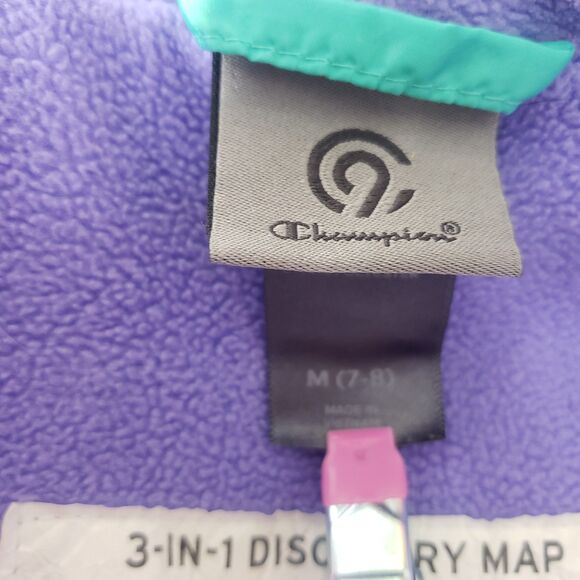 Champion®
M (7-8)
MADE IN
3-IN-1 DISC RY MAP